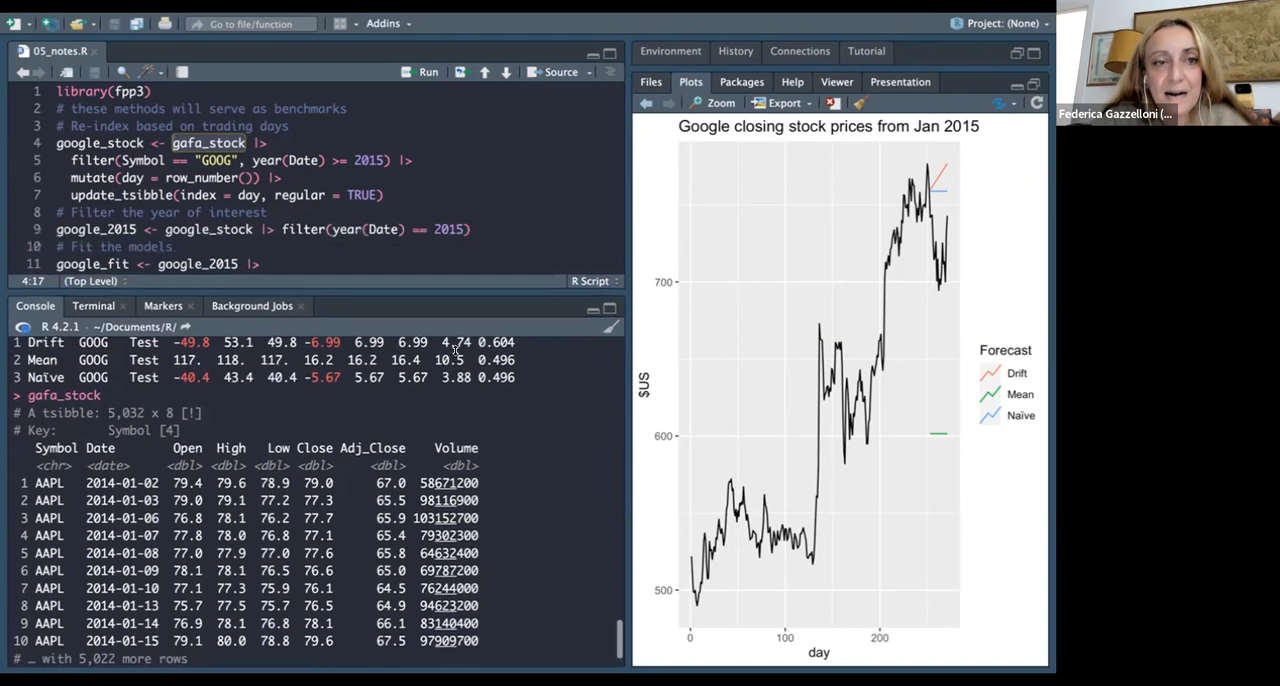 Go to file/function
Addins
Project: (None)
05_notes.R
Run
Source
1 library(fpp3)
2 # these methods will serve as benchmarks
3 # Re-index based on trading days
4 google_stock <- gafa_stock |>
5 filter(Symbol == "GOOG", year(Date) >= 2015) |>
6 mutate(day = row_number()) |>
7 update_tsibble(index = day, regular = TRUE)
8 # Filter the year of interest
9 google_2015 <- google_stock |> filter(year(Date) == 2015)
10 # Fit the models
11 google_fit <- google_2015 |>
4:17 (Top Level) R Script
Console Terminal Markers Background Jobs
R 4.2.1 · ~/Documents/R/
1 Drift GOOG Test -49.8 53.1 49.8 -6.99 6.99 6.99 4.74 0.604
2 Mean GOOG Test 117. 118. 117. 16.2 16.2 16.4 10.5 0.496
3 Naïve GOOG Test -40.4 43.4 40.4 -5.67 5.67 5.67 3.88 0.496
> gafa_stock
# A tsibble: 5,032 x 8 [!]
# Key: Symbol [4]
Symbol Date Open High Low Close Adj_Close Volume
<chr> <date> <dbl> <dbl> <dbl> <dbl> <dbl> <dbl>
1 AAPL 2014-01-02 79.4 79.6 78.9 79.0 67.0 58671200
2 AAPL 2014-01-03 79.0 79.1 77.2 77.3 65.5 98116900
3 AAPL 2014-01-06 76.8 78.1 76.2 77.7 65.9 103152700
4 AAPL 2014-01-07 77.8 78.0 76.8 77.1 65.4 79302300
5 AAPL 2014-01-08 77.0 77.9 77.0 77.6 65.8 64632400
6 AAPL 2014-01-09 78.1 78.1 76.5 76.6 65.0 69787200
7 AAPL 2014-01-10 77.1 77.3 75.9 76.1 64.5 76244000
8 AAPL 2014-01-13 75.7 77.5 75.7 76.5 64.9 94623200
9 AAPL 2014-01-14 76.9 78.1 76.8 78.1 66.1 83140400
10 AAPL 2014-01-15 79.1 80.0 78.8 79.6 67.5 97909700
# … with 5,022 more rows
Environment History Connections Tutorial
Files Plots Packages Help Viewer Presentation
Zoom Export
Google closing stock prices from Jan 2015
$US
700
600
500
0 100 200
day
Forecast
Drift
Mean
Naïve
Federica Gazzelloni (...